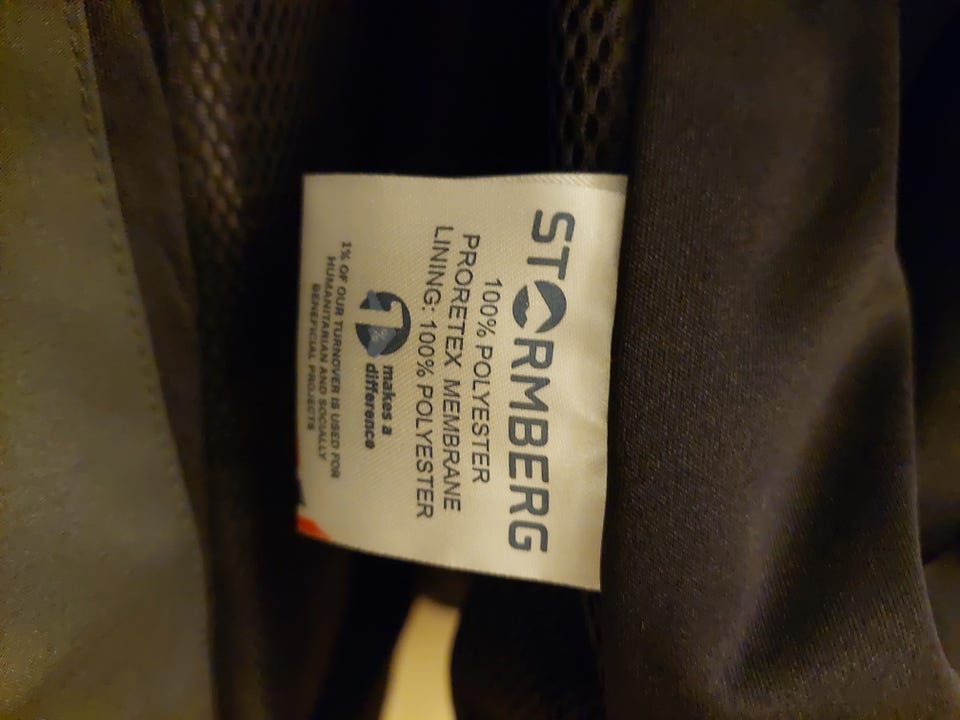 STORMBERG
100% POLYESTER
PRORETEX MEMBRANE
LINING: 100% POLYESTER
1%
makes a
difference
1% OF OUR TURNOVER IS USED FOR
HUMANITARIAN AND SOCIALLY
BENEFICIAL PROJECTS